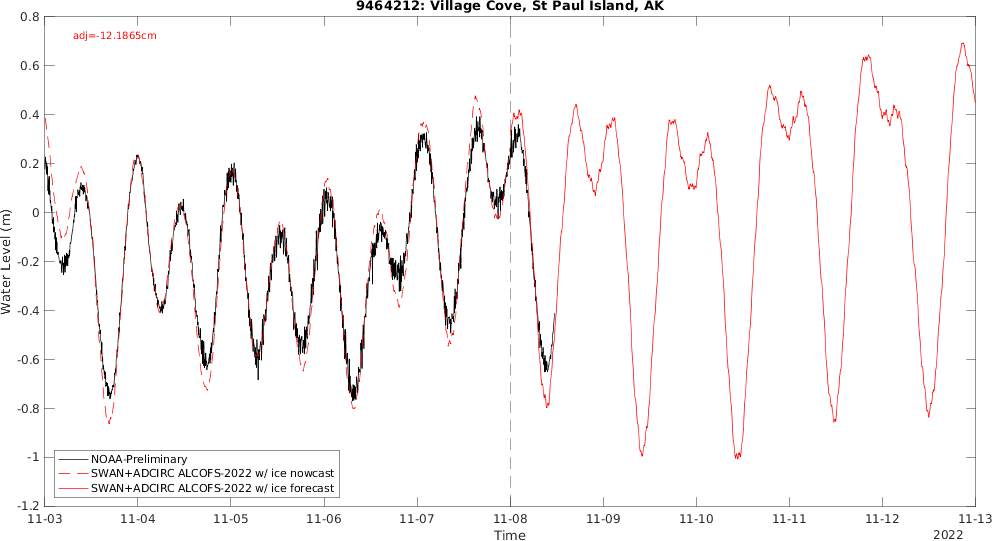 9464212: Village Cove, St Paul Island, AK
adj=-12.1865cm
0.8
0.6
0.4
0.2
0
-0.2
-0.4
-0.6
-0.8
-1
-1.2
Water Level (m)
NOAA-Preliminary
SWAN+ADCIRC ALCOFS-2022 w/ ice nowcast
SWAN+ADCIRC ALCOFS-2022 w/ ice forecast
11-03 11-04 11-05 11-06 11-07 11-08 11-09 11-10 11-11 11-12 11-13
Time
2022